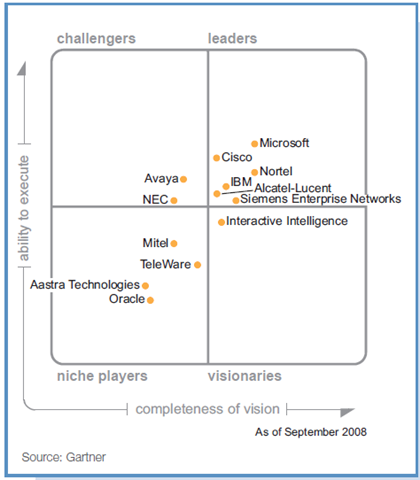 challengers
leaders
ability to execute
Microsoft
Cisco
Nortel
Avaya
IBM
Alcatel-Lucent
NEC
Siemens Enterprise Networks
Interactive Intelligence
Mitel
TeleWare
Aastra Technologies
Oracle
niche players
visionaries
completeness of vision
As of September 2008
Source: Gartner